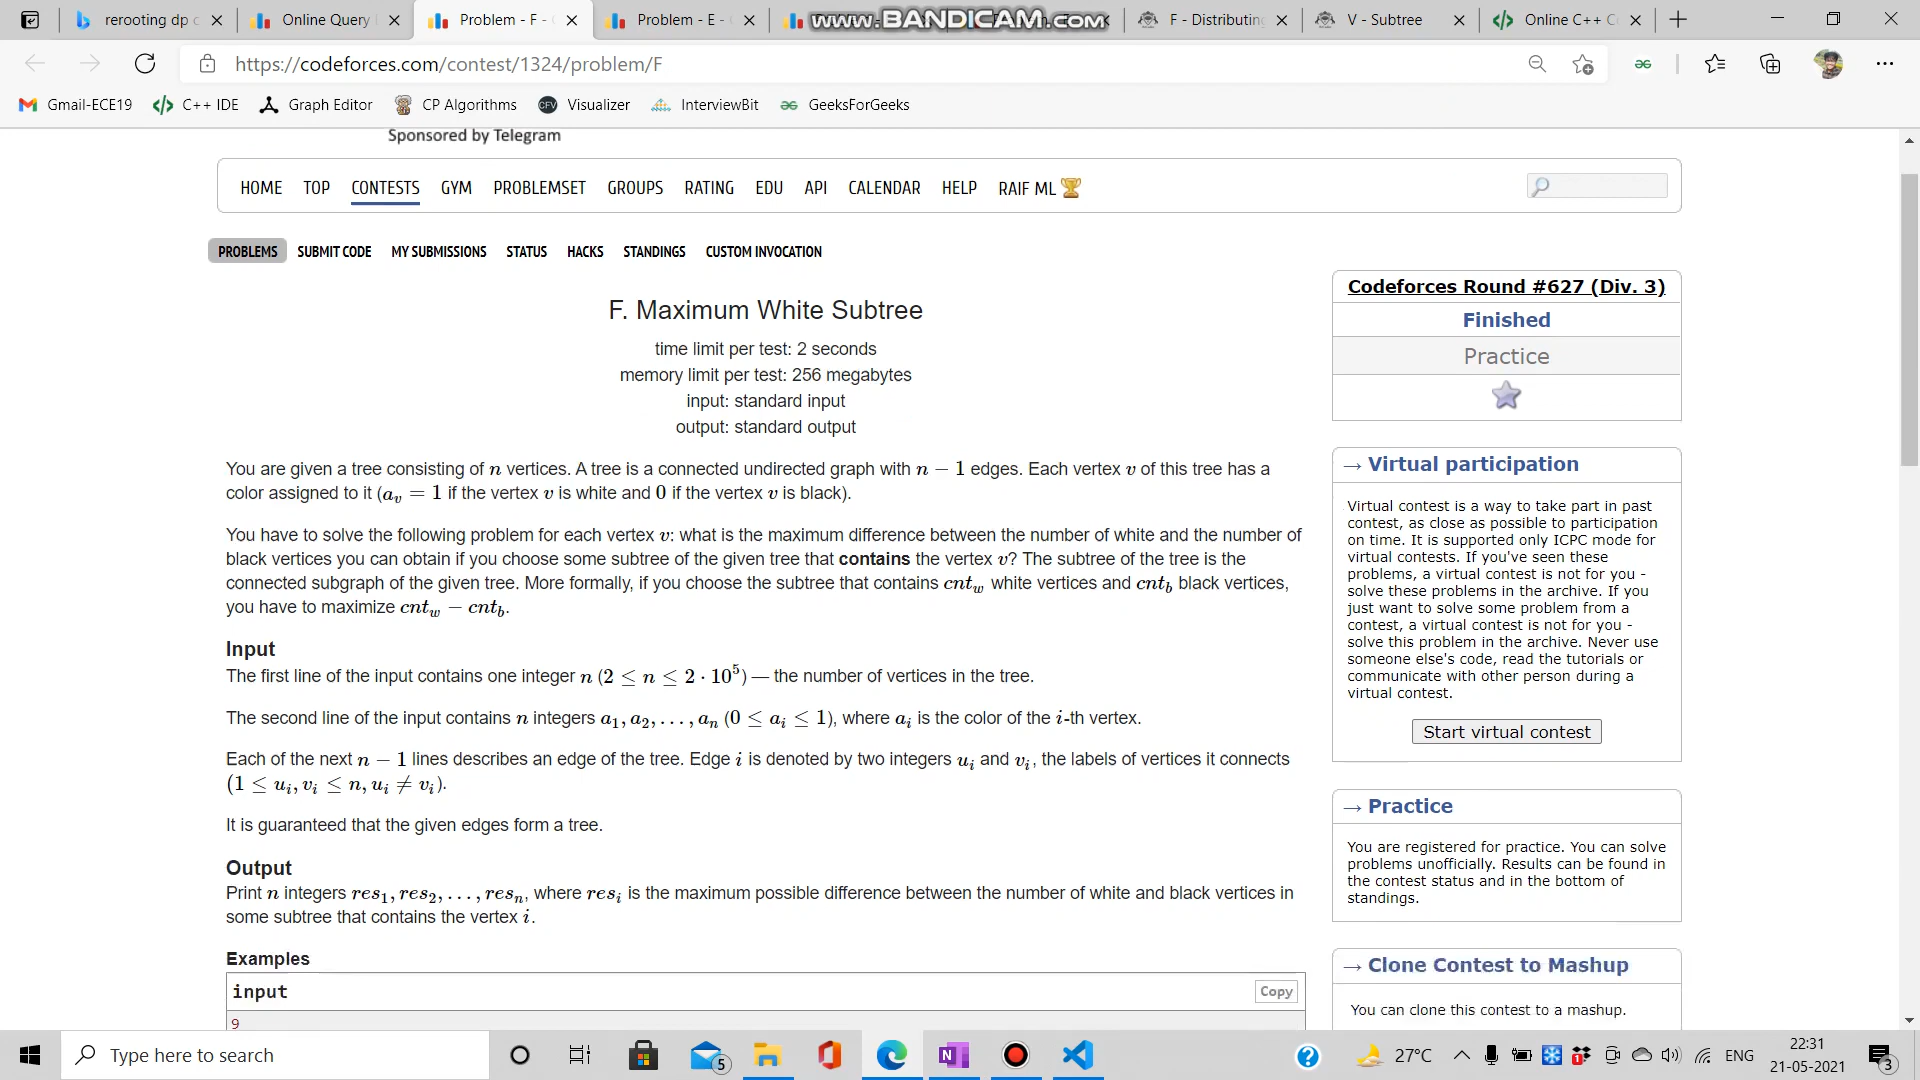 rerooting dp c
Online Query
Problem - F -
Problem - E -
www.BANDICAM.com
F - Distributing
V - Subtree
Online C++ C
https://codeforces.com/contest/1324/problem/F
Gmail-ECE19
C++ IDE
Graph Editor
CP Algorithms
Visualizer
InterviewBit
GeeksForGeeks
Sponsored by Telegram
HOME TOP CONTESTS GYM PROBLEMSET GROUPS RATING EDU API CALENDAR HELP RAIF ML
PROBLEMS SUBMIT CODE MY SUBMISSIONS STATUS HACKS STANDINGS CUSTOM INVOCATION
F. Maximum White Subtree
time limit per test: 2 seconds
memory limit per test: 256 megabytes
input: standard input
output: standard output
You are given a tree consisting of n vertices. A tree is a connected undirected graph with n − 1 edges. Each vertex v of this tree has a
color assigned to it (a_v = 1 if the vertex v is white and 0 if the vertex v is black).
You have to solve the following problem for each vertex v: what is the maximum difference between the number of white and the number of
black vertices you can obtain if you choose some subtree of the given tree that contains the vertex v? The subtree of the tree is the
connected subgraph of the given tree. More formally, if you choose the subtree that contains cnt_w white vertices and cnt_b black vertices,
you have to maximize cnt_w − cnt_b.
Input
The first line of the input contains one integer n (2 ≤ n ≤ 2 · 10^5) — the number of vertices in the tree.
The second line of the input contains n integers a_1, a_2, . . . , a_n (0 ≤ a_i ≤ 1), where a_i is the color of the i-th vertex.
Each of the next n − 1 lines describes an edge of the tree. Edge i is denoted by two integers u_i and v_i, the labels of vertices it connects
(1 ≤ u_i, v_i ≤ n, u_i ≠ v_i).
It is guaranteed that the given edges form a tree.
Output
Print n integers res_1, res_2, . . . , res_n, where res_i is the maximum possible difference between the number of white and black vertices in
some subtree that contains the vertex i.
Examples
input
Copy
9
Codeforces Round #627 (Div. 3)
Finished
Practice
→ Virtual participation
Virtual contest is a way to take part in past
contest, as close as possible to participation
on time. It is supported only ICPC mode for
virtual contests. If you've seen these
problems, a virtual contest is not for you -
solve these problems in the archive. If you
just want to solve some problem from a
contest, a virtual contest is not for you -
solve this problem in the archive. Never use
someone else's code, read the tutorials or
communicate with other person during a
virtual contest.
Start virtual contest
→ Practice
You are registered for practice. You can solve
problems unofficially. Results can be found in
the contest status and in the bottom of
standings.
→ Clone Contest to Mashup
You can clone this contest to a mashup.
Type here to search
5
27°C
1
ENG
22:31
21-05-2021
3